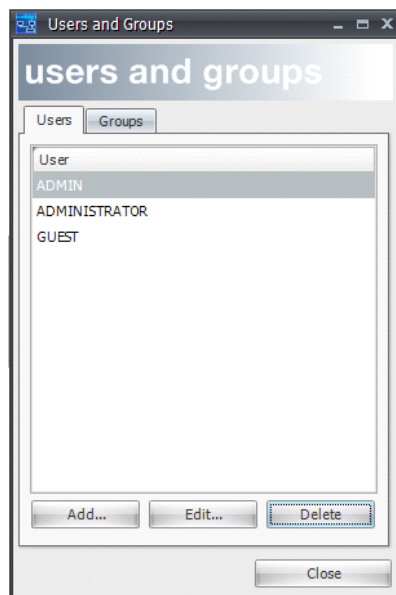 Users and Groups
users and groups
Users
Groups
User
ADMIN
ADMINISTRATOR
GUEST
Add...
Edit...
Delete
Close